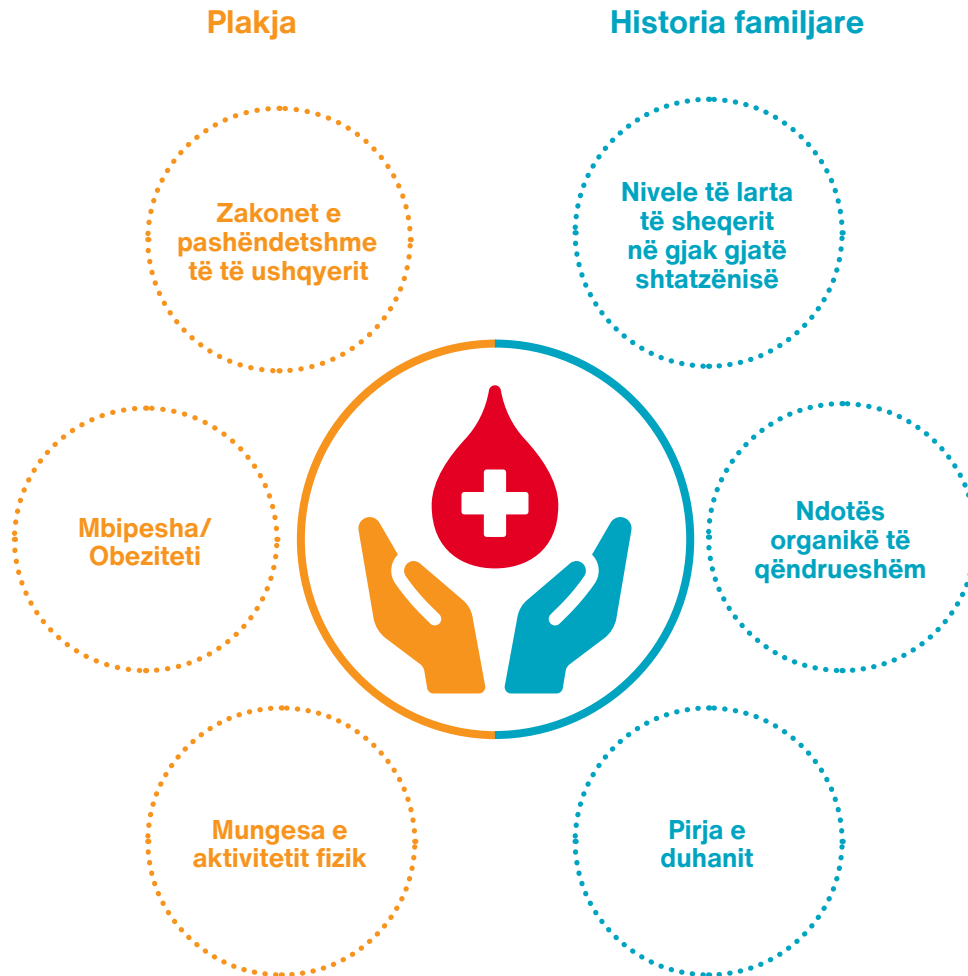 Plakja
Historia familjare
Zakonet e
pashëndetshme
të të ushqyerit
Nivele të larta
të sheqerit
në gjak gjatë
shtatzënisë
Mbipesha/
Obeziteti
Ndotës
organikë të
qëndrueshëm
Mungesa e
aktivitetit fizik
Pirja e
duhanit